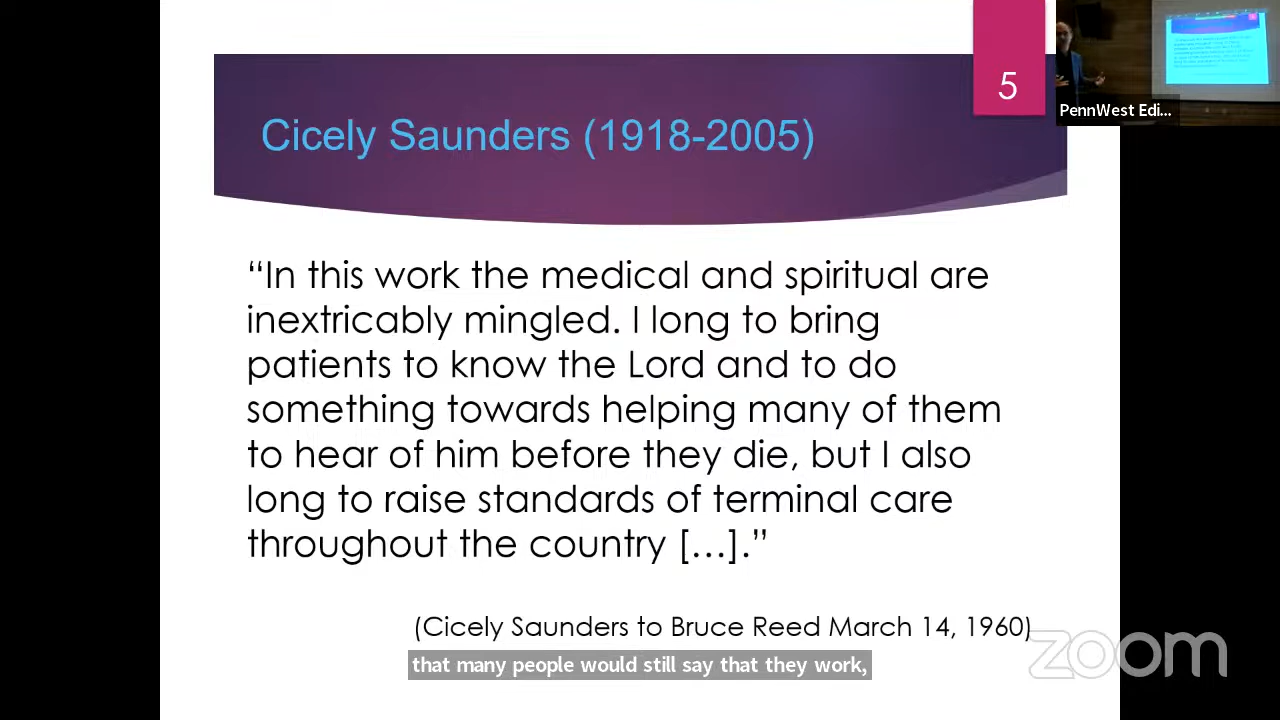 5
PennWest Edi...
Cicely Saunders (1918-2005)
“In this work the medical and spiritual are
inextricably mingled. I long to bring
patients to know the Lord and to do
something towards helping many of them
to hear of him before they die, but I also
long to raise standards of terminal care
throughout the country […].”
(Cicely Saunders to Bruce Reed March 14, 1960)
that many people would still say that they work,
zoom